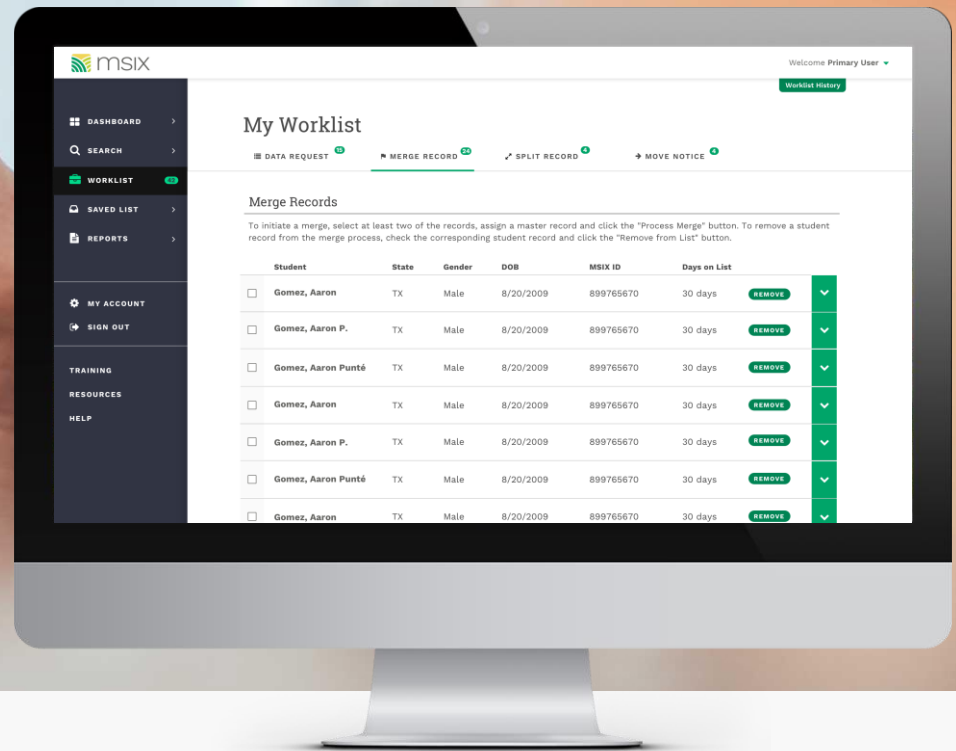 msix
Welcome Primary User
Worklist History
DASHBOARD
SEARCH
WORKLIST 42
SAVED LIST
REPORTS
MY ACCOUNT
SIGN OUT
TRAINING
RESOURCES
HELP
My Worklist
DATA REQUEST 15 MERGE RECORD 24 SPLIT RECORD 4 MOVE NOTICE 4
Merge Records
To initiate a merge, select at least two of the records, assign a master record and click the "Process Merge" button. To remove a student
record from the merge process, check the corresponding student record and click the "Remove from List" button.
Student State Gender DOB MSIX ID Days on List
Gomez, Aaron TX Male 8/20/2009 899765670 30 days REMOVE
Gomez, Aaron P. TX Male 8/20/2009 899765670 30 days REMOVE
Gomez, Aaron Punté TX Male 8/20/2009 899765670 30 days REMOVE
Gomez, Aaron TX Male 8/20/2009 899765670 30 days REMOVE
Gomez, Aaron P. TX Male 8/20/2009 899765670 30 days REMOVE
Gomez, Aaron Punté TX Male 8/20/2009 899765670 30 days REMOVE
Gomez, Aaron TX Male 8/20/2009 899765670 30 days REMOVE